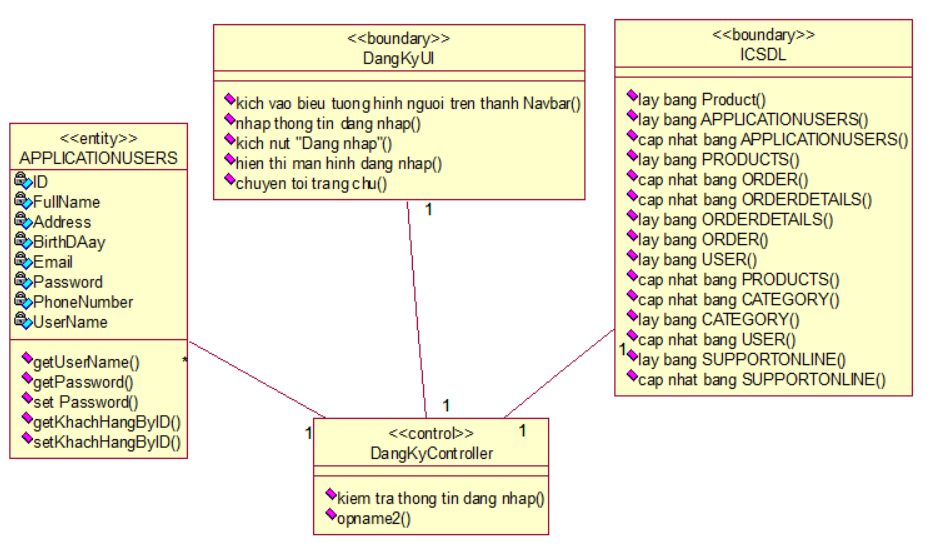 <<boundary>>
DangKyUI
kich vao bieu tuong hinh nguoi tren thanh Navbar()
nhap thong tin dang nhap()
kich nut "Dang nhap"()
hien thi man hinh dang nhap()
chuyen toi trang chu()
1
<<boundary>>
ICSDL
lay bang Product()
lay bang APPLICATIONUSERS()
cap nhat bang APPLICATIONUSERS()
lay bang PRODUCTS()
cap nhat bang ORDER()
cap nhat bang ORDERDETAILS()
lay bang ORDERDETAILS()
lay bang ORDER()
lay bang USER()
cap nhat bang PRODUCTS()
cap nhat bang CATEGORY()
lay bang CATEGORY()
cap nhat bang USER()
lay bang SUPPORTONLINE()
cap nhat bang SUPPORTONLINE()
1
<<entity>>
APPLICATIONUSERS
ID
FullName
Address
BirthDAay
Email
Password
PhoneNumber
UserName
getUserName()
getPassword()
set Password()
getKhachHangByID()
setKhachHangByID()
*
1
1
1
<<control>>
DangKyController
kiem tra thong tin dang nhap()
opname2()